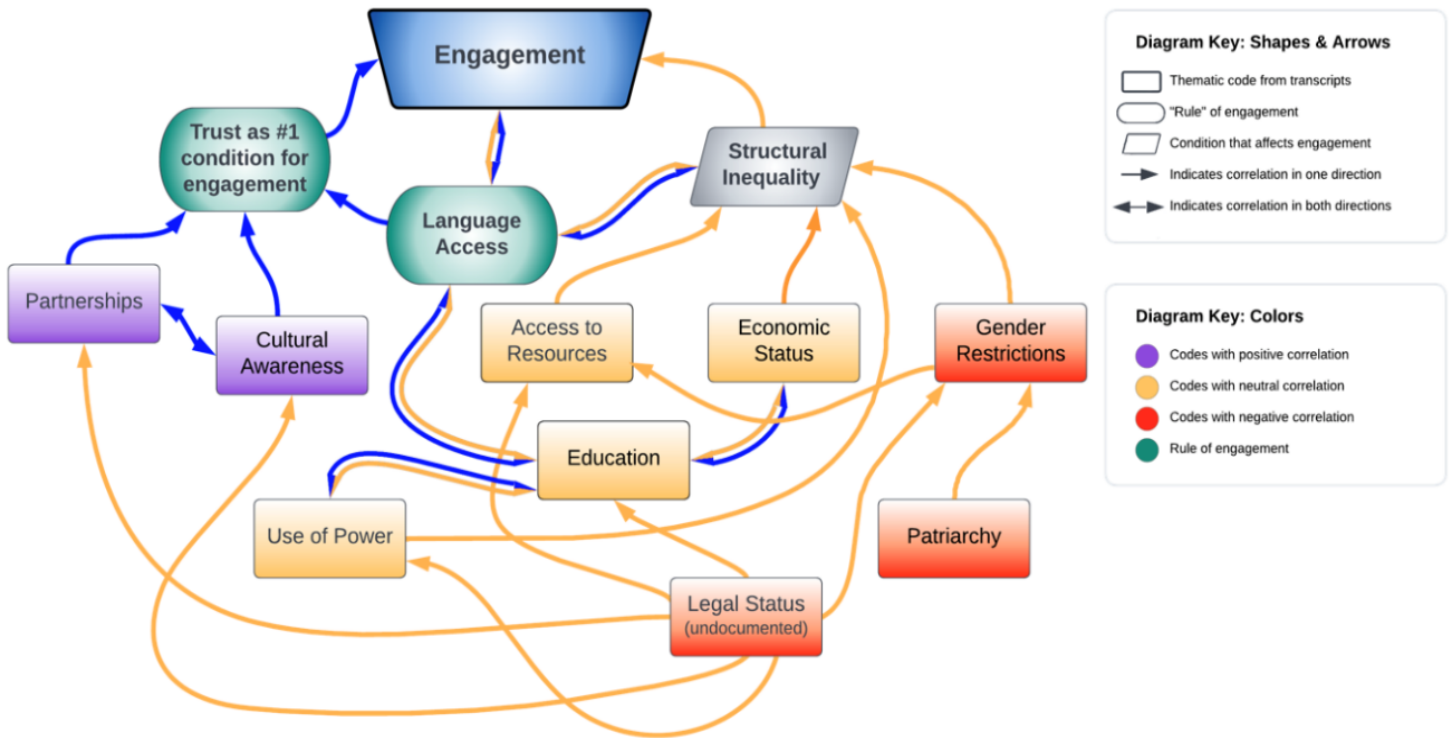 Engagement
Trust as #1
condition for
engagement
Structural
Inequality
Language
Access
Partnerships
Cultural
Awareness
Access to
Resources
Economic
Status
Gender
Restrictions
Education
Use of Power
Patriarchy
Legal Status
(undocumented)
Diagram Key: Shapes & Arrows
Thematic code from transcripts
"Rule" of engagement
Condition that affects engagement
Indicates correlation in one direction
Indicates correlation in both directions
Diagram Key: Colors
Codes with positive correlation
Codes with neutral correlation
Codes with negative correlation
Rule of engagement